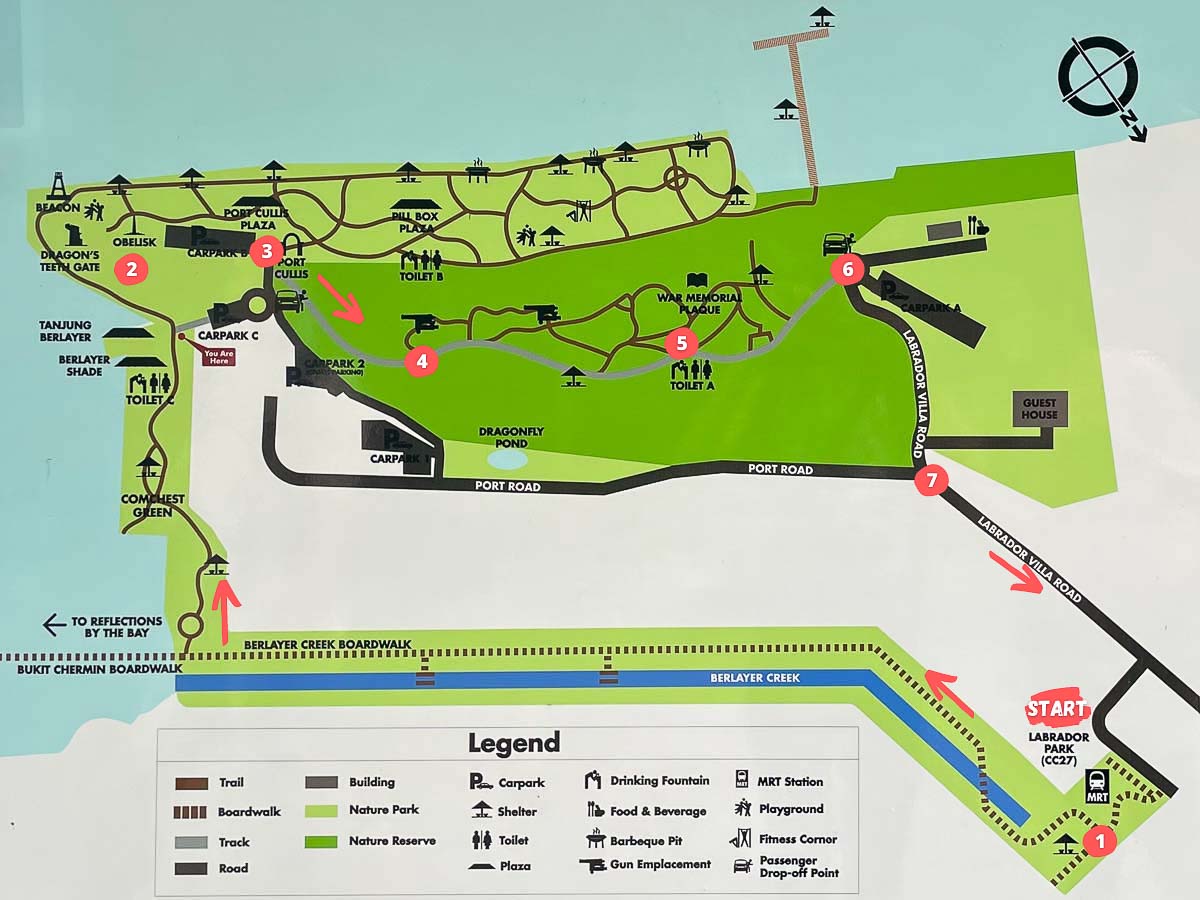 N
BEACON
DRAGON'S
TEETH GATE
OBELISK
2
CARPARK B
PORT CULLIS
PLAZA
3
PORT
CULLIS
PILL BOX
PLAZA
TOILET B
WAR MEMORIAL
PLAQUE
6
CARPARK A
TANJUNG
BERLAYER
BERLAYER
SHADE
CARPARK C
You Are
Here
TOILET C
CARPARK 2
4
5
TOILET A
LABRADOR VILLA ROAD
GUEST
HOUSE
CARPARK 1
DRAGONFLY
POND
PORT ROAD
PORT ROAD
7
COMCHEST
GREEN
LABRADOR VILLA ROAD
TO REFLECTIONS
BY THE BAY
BERLAYER CREEK BOARDWALK
BUKIT CHERMIN BOARDWALK
BERLAYER CREEK
START
LABRADOR
PARK
(CC27)
MRT
1
Legend
Trail
Building
Carpark
Drinking Fountain
MRT
MRT Station
Boardwalk
Nature Park
Shelter
Food & Beverage
Playground
Track
Nature Reserve
Toilet
Barbeque Pit
Fitness Cornor
Road
Plaza
Gun Emplacement
Passenger
Drop-off Point